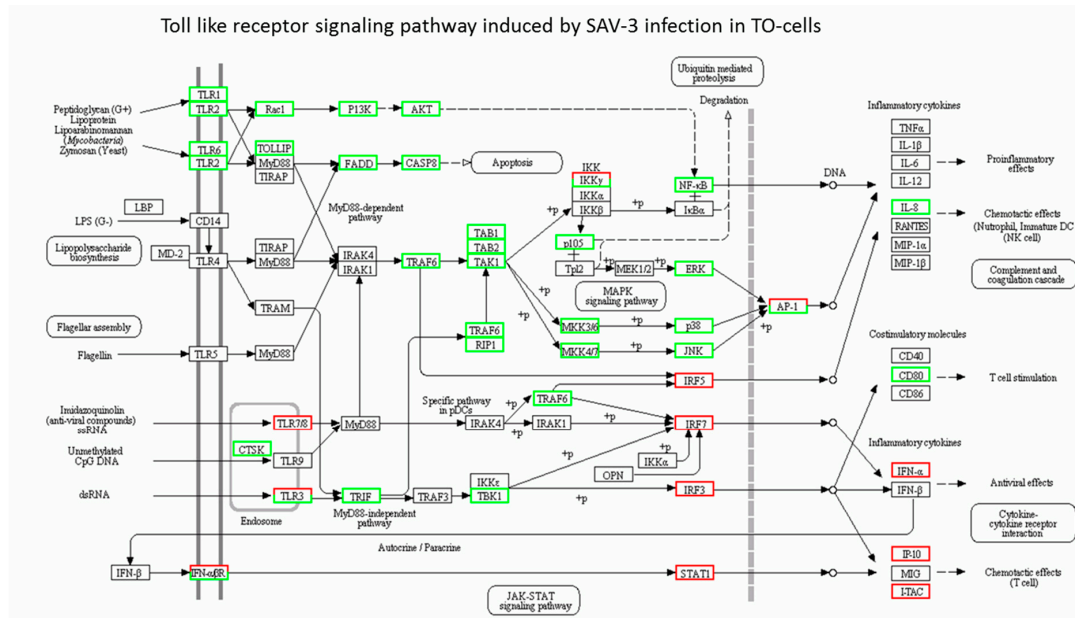 Toll like receptor signaling pathway induced by SAV-3 infection in TO-cells
Ubiquitin mediated
proteolysis
Degradation
Inflammatory cytokines
TLR1
TLR2
Rac1
P13K
AKT
Peptidoglycan (G+)
Lipoprotein
Lipoarabinomannan
(Mycobacteria)
Zymosan (Yeast)
TNFα
IL-1β
IL-6
IL-12
Proinflammatory
effects
TLR6
TLR2
TOLLIP
MyD88
TIRAP
FADD
CASP8
Apoptosis
IKK
IKKγ
IKKα
IKKβ
NF-κB
IκBα
DNA
+p
+p
MyD88-dependent
pathway
IL-8
RANTES
MIP-1α
MIP-1β
Chemotactic effects
(Nutrophil, Immature DC
(NK cell)
LBP
LPS (G-)
CD14
Lipopolysaccharide
biosynthesis
MD-2
TLR4
TIRAP
MyD88
IRAK4
IRAK1
TRAF6
TAB1
TAB2
TAK1
p105
+p
Tpl2
+p
MEK1/2
+p
ERK
Complement and
coagulation cascade
MAPK
signaling pathway
TRAM
+p
+p
AP-1
+p
Flagellar assembly
TRAF6
RIP1
MKK3/6
+p
p38
MKK4/7
+p
JNK
Flagellin
TLR5
MyD88
Costimulatory molecules
CD40
CD80
CD86
T cell stimulation
IRF5
Imidazoquinolin
(anti-viral compounds)
ssRNA
TLR7/8
MyD88
Specific pathway
in pDCs
IRAK4
+p
+p
TRAF6
IRAK1
IRF7
Unmethylated
CpG DNA
CTSK
TLR9
IKKα
OPN
+p
Inflammatory cytokines
IFN-α
IFN-β
Antiviral effects
dsRNA
TLR3
TRIF
TRAF3
IKKε
TBK1
+p
IRF3
Endosome
MyD88-independent
pathway
Cytokine-
cytokine receptor
interaction
Autocrine / Paracrine
IFN-β
IFN-αβR
STAT1
IP-10
MIG
I-TAC
Chemotactic effects
(T cell)
JAK-STAT
signaling pathway